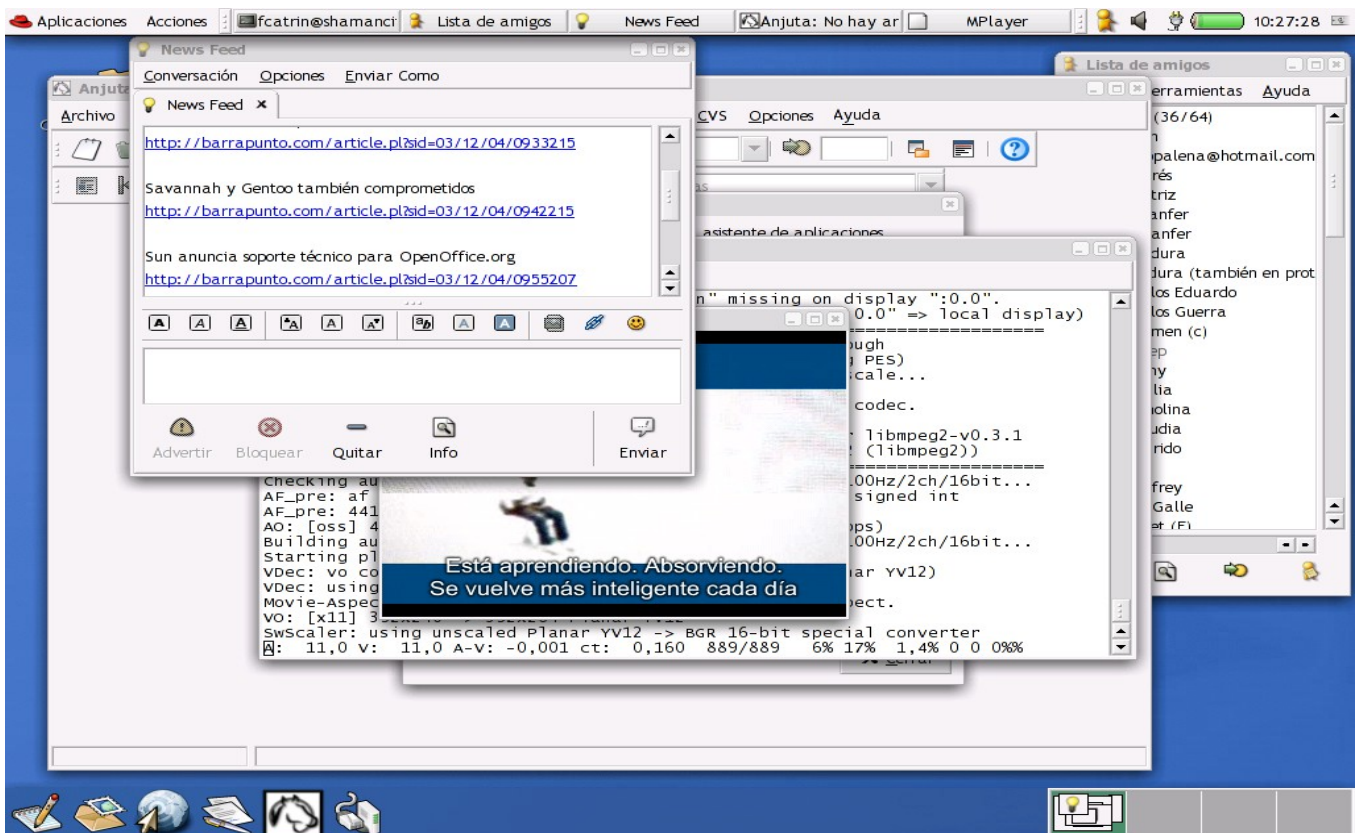 Aplicaciones Acciones fcatrin@shamanci Lista de amigos News Feed Anjuta: No hay ar MPlayer 10:27:28
News Feed
Conversación Opciones Enviar Como
News Feed
http://barrapunto.com/article.pl?sid=03/12/04/0933215
Savannah y Gentoo también comprometidos
http://barrapunto.com/article.pl?sid=03/12/04/0942215
Sun anuncia soporte técnico para OpenOffice.org
http://barrapunto.com/article.pl?sid=03/12/04/0955207
Advertir Bloquear Quitar Info Enviar
Anjuta
Archivo CVS Opciones Ayuda
asistente de aplicaciones
n" missing on display ":0.0".
0.0" => local display)
ough
g PES)
scale...
codec.
libmpeg2-v0.3.1
(libmpeg2))
Checking au 00Hz/2ch/16bit...
AF_pre: af signed int
AF_pre: 441
AO: [oss] 4 ops)
Building au 00Hz/2ch/16bit...
Starting pl
VDec: vo co nar YV12)
VDec: using
Movie-Aspec pect.
VO: [x11]
SwScaler: using unscaled Planar YV12 -> BGR 16-bit special converter
A: 11,0 V: 11,0 A-V: -0,001 ct: 0,160 889/889 6% 17% 1,4% 0 0 0%%
Está aprendiendo. Absorviendo.
Se vuelve más inteligente cada día
Cerrar
Lista de amigos
erramientas Ayuda
(36/64)
palena@hotmail.com
rés
triz
anfer
anfer
dura
dura (también en prot
los Eduardo
los Guerra
men (c)
ep
ny
lia
olina
udia
rido
frey
Galle
et (F)